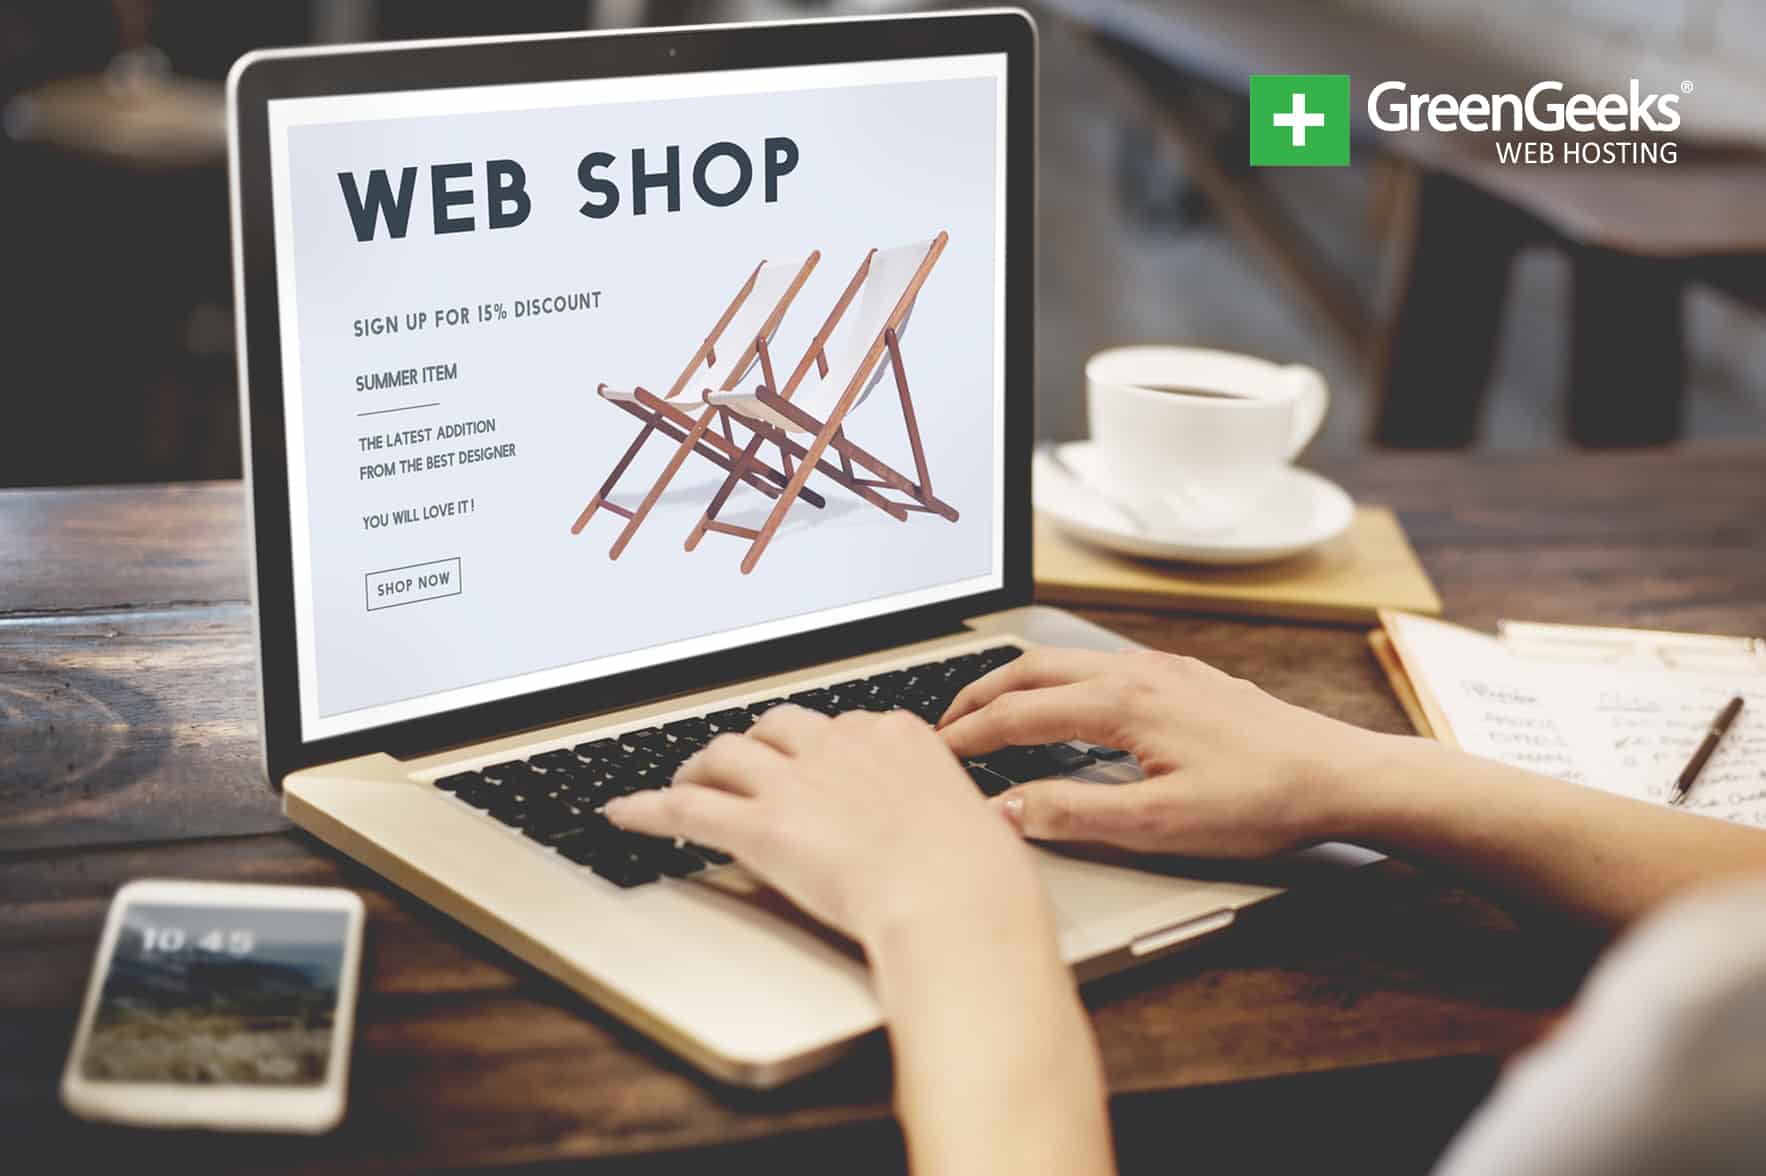 WEB SHOP
SIGN UP FOR 15% DISCOUNT
SUMMER ITEM
THE LATEST ADDITION
FROM THE BEST DESIGNER
YOU WILL LOVE IT!
SHOP NOW
GreenGeeks®
WEB HOSTING
10:45